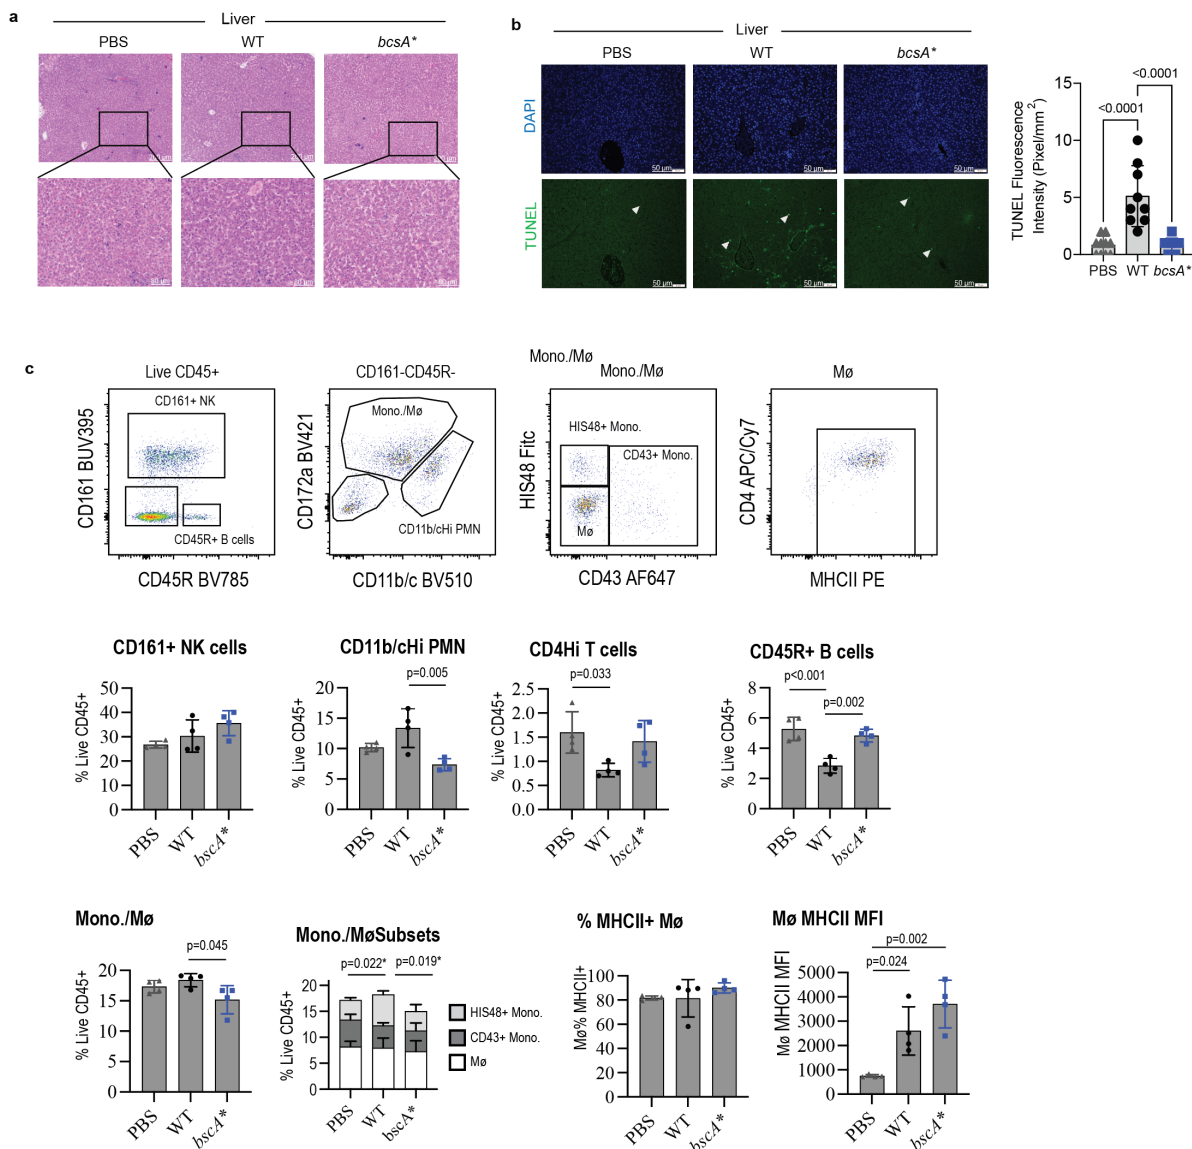 a
Liver
PBS
WT
bcsA*
200 µm
50 µm
50 µm
50 µm
b
Liver
PBS
WT
bcsA*
DAPI
50 µm
50 µm
50 µm
TUNEL
50 µm
50 µm
50 µm
TUNEL Fluorescence
Intensity (Pixel/mm²)
15
10
5
0
<0.0001
<0.0001
PBS
WT
bcsA*
c
Live CD45+
CD161+ NK
CD45R+ B cells
CD161 BUV395
CD45R BV785
CD161-CD45R-
Mono./Mø
CD11b/cHi PMN
CD172a BV421
CD11b/c BV510
Mono./Mø
Mono./Mø
HIS48+ Mono.
CD43+ Mono.
Mø
HIS48 Fitc
CD43 AF647
Mø
CD4 APC/Cy7
MHCII PE
CD161+ NK cells
% Live CD45+
50
40
30
20
10
0
PBS
WT
bscA*
CD11b/cHi PMN
p=0.005
% Live CD45+
20
15
10
5
0
PBS
WT
bscA*
CD4Hi T cells
p=0.033
% Live CD45+
2.5
2.0
1.5
1.0
0.5
0.0
PBS
WT
bscA*
CD45R+ B cells
p<0.001
p=0.002
% Live CD45+
8
6
4
2
0
PBS
WT
bscA*
Mono./Mø
p=0.045
% Live CD45+
20
15
10
5
0
PBS
WT
bscA*
Mono./MøSubsets
p=0.022*
p=0.019*
% Live CD45+
20
15
10
5
0
PBS
WT
bscA*
HIS48+ Mono.
CD43+ Mono.
Mø
% MHCII+ Mø
Mø% MHCII+
100
80
60
40
20
0
PBS
WT
bscA*
Mø MHCII MFI
p=0.002
p=0.024
Mø MHCII MFI
5000
4000
3000
2000
1000
0
PBS
WT
bscA*